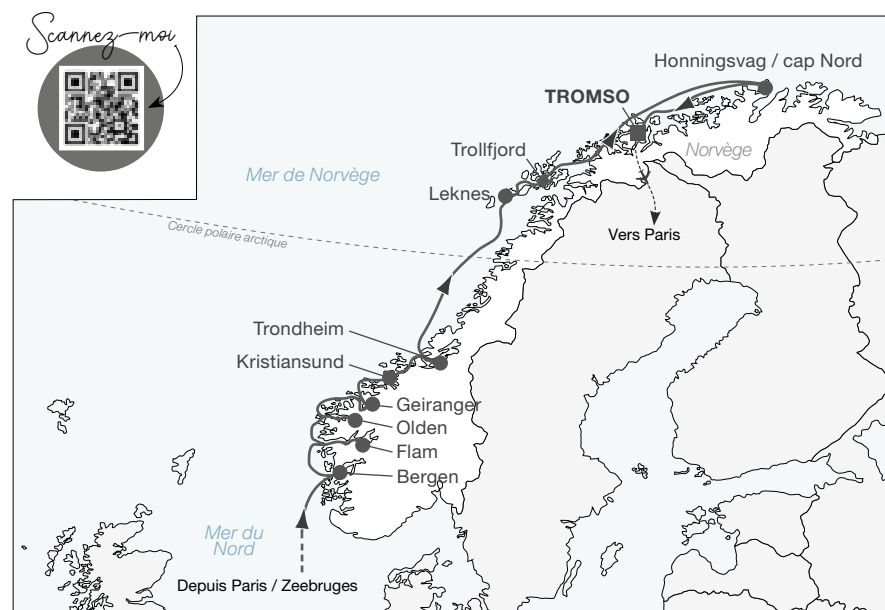 Scannez-moi
Honningsvag / cap Nord
TROMSO
Trollfjord
Norvège
Mer de Norvège
Leknes
Cercle polaire arctique
Vers Paris
Trondheim
Kristiansund
Geiranger
Olden
Flam
Bergen
Mer du
Nord
Depuis Paris / Zeebruges